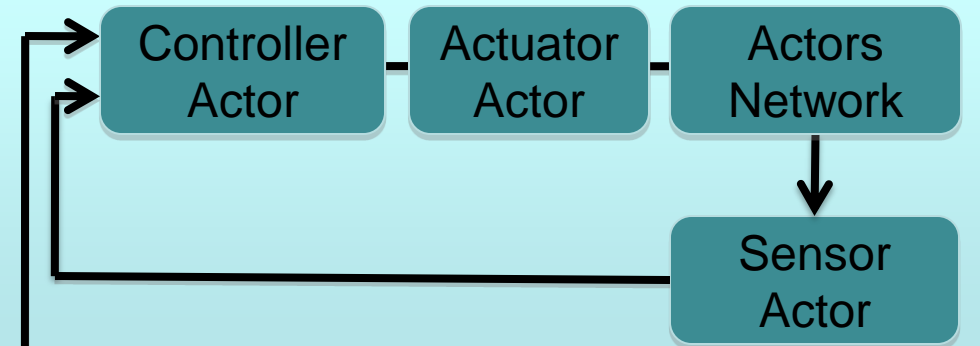 Controller
Actor
Actuator
Actor
Actors
Network
Sensor
Actor